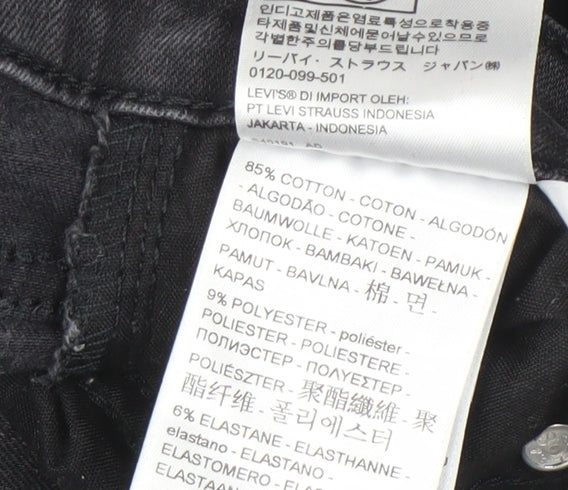 인디고제품은염료특성으로착용중
타제품및신체에묻어날수있으므로
각별한주의를당부드립니다
リーバイ・ストラウス ジャパン㈱
0120-099-501
LEVI'S® DI IMPORT OLEH:
PT LEVI STRAUSS INDONESIA
JAKARTA - INDONESIA
85% COTTON - COTON - ALGODÓN
- ALGODÃO - COTONE -
BAUMWOLLE - KATOEN - PAMUK -
ХЛОПОК - ΒΑΜΒΑΚΙ - BAWEŁNA -
PAMUT - BAVLNA - 棉 - 면 -
KAPAS
9% POLYESTER - poliéster -
POLIESTER - POLIESTERE -
ПОЛИЭСТЕР - ΠΟΛΥΕΣΤΕΡ -
POLIÉSZTER - 聚酯纖維 - 聚
酯纤维 - 폴리에스터
6% ELASTANE - ELASTHANNE -
elastano - ELASTANO -
ELASTOMERO - ELAST
ELASTAAN